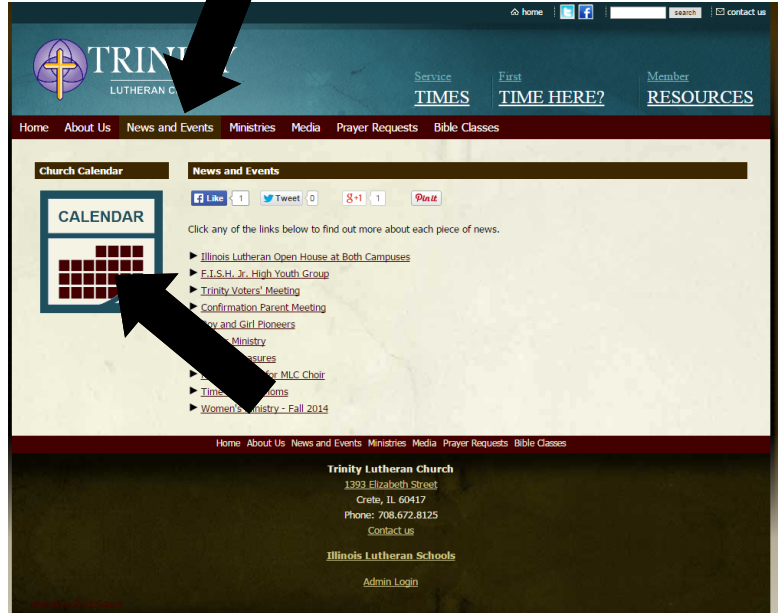 home search contact us
TRINITY
LUTHERAN
Service First Member
TIMES TIME HERE? RESOURCES
Home About Us News and Events Ministries Media Prayer Requests Bible Classes
Church Calendar
CALENDAR
News and Events
Like 1 Tweet 0 g+1 1 Pin it
Click any of the links below to find out more about each piece of news.
Illinois Lutheran Open House at Both Campuses
F.I.S.H. Jr. High Youth Group
Trinity Voters' Meeting
Confirmation Parent Meeting
and Girl Pioneers
Ministry
for MLC Choir
Women's Ministry - Fall 2014
Home About Us News and Events Ministries Media Prayer Requests Bible Classes
Trinity Lutheran Church
1393 Elizabeth Street
Crete, IL 60417
Phone: 708.672.8125
Contact us
Illinois Lutheran Schools
Admin Login